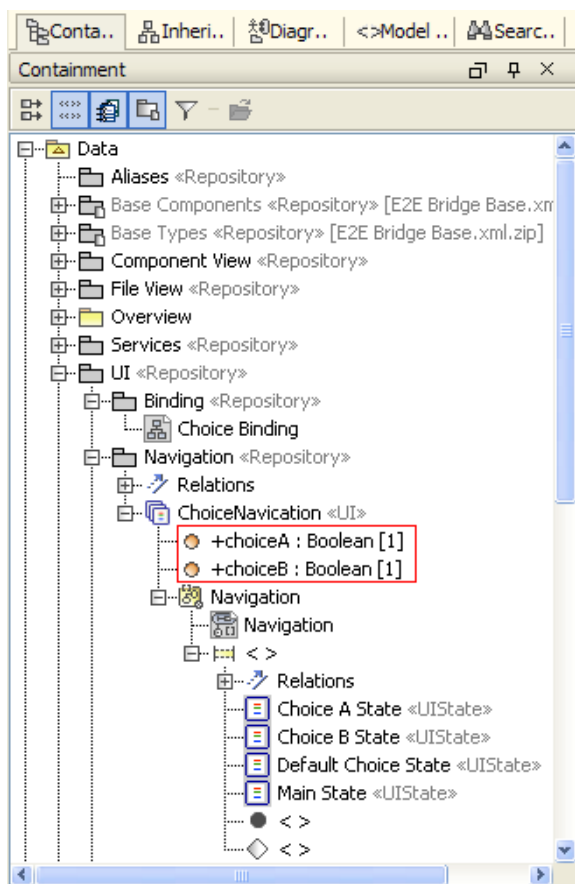 Conta.. Inheri.. Diagr.. <>Model .. Searc..
Containment
Data
Aliases «Repository»
Base Components «Repository» [E2E Bridge Base.xm
Base Types «Repository» [E2E Bridge Base.xml.zip]
Component View «Repository»
File View «Repository»
Overview
Services «Repository»
UI «Repository»
Binding «Repository»
Choice Binding
Navigation «Repository»
Relations
ChoiceNavication «UI»
+choiceA : Boolean [1]
+choiceB : Boolean [1]
Navigation
Navigation
< >
Relations
Choice A State «UIState»
Choice B State «UIState»
Default Choice State «UIState»
Main State «UIState»
< >
< >